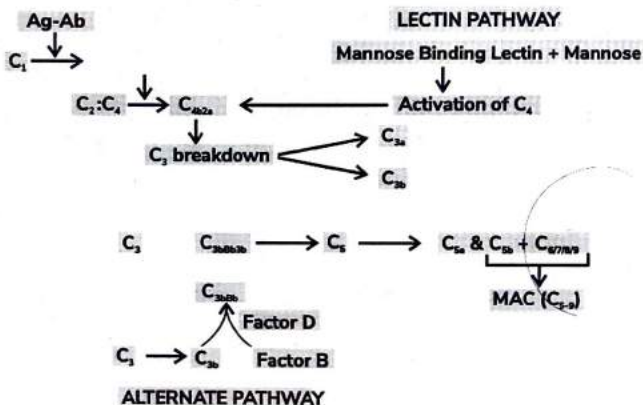 Ag-Ab
LECTIN PATHWAY
Mannose Binding Lectin + Mannose
C₁
C₂:C₄
C₄b₂ₐ
Activation of C₄
C₃ breakdown
C₃ₐ
C₃b
C₃
C₃bBb₃b
C₅
C₅ₐ & C₅b + C₆/₇/₈/₉
MAC (C₅₋₉)
C₃bBb
Factor D
C₃
C₃b
Factor B
ALTERNATE PATHWAY